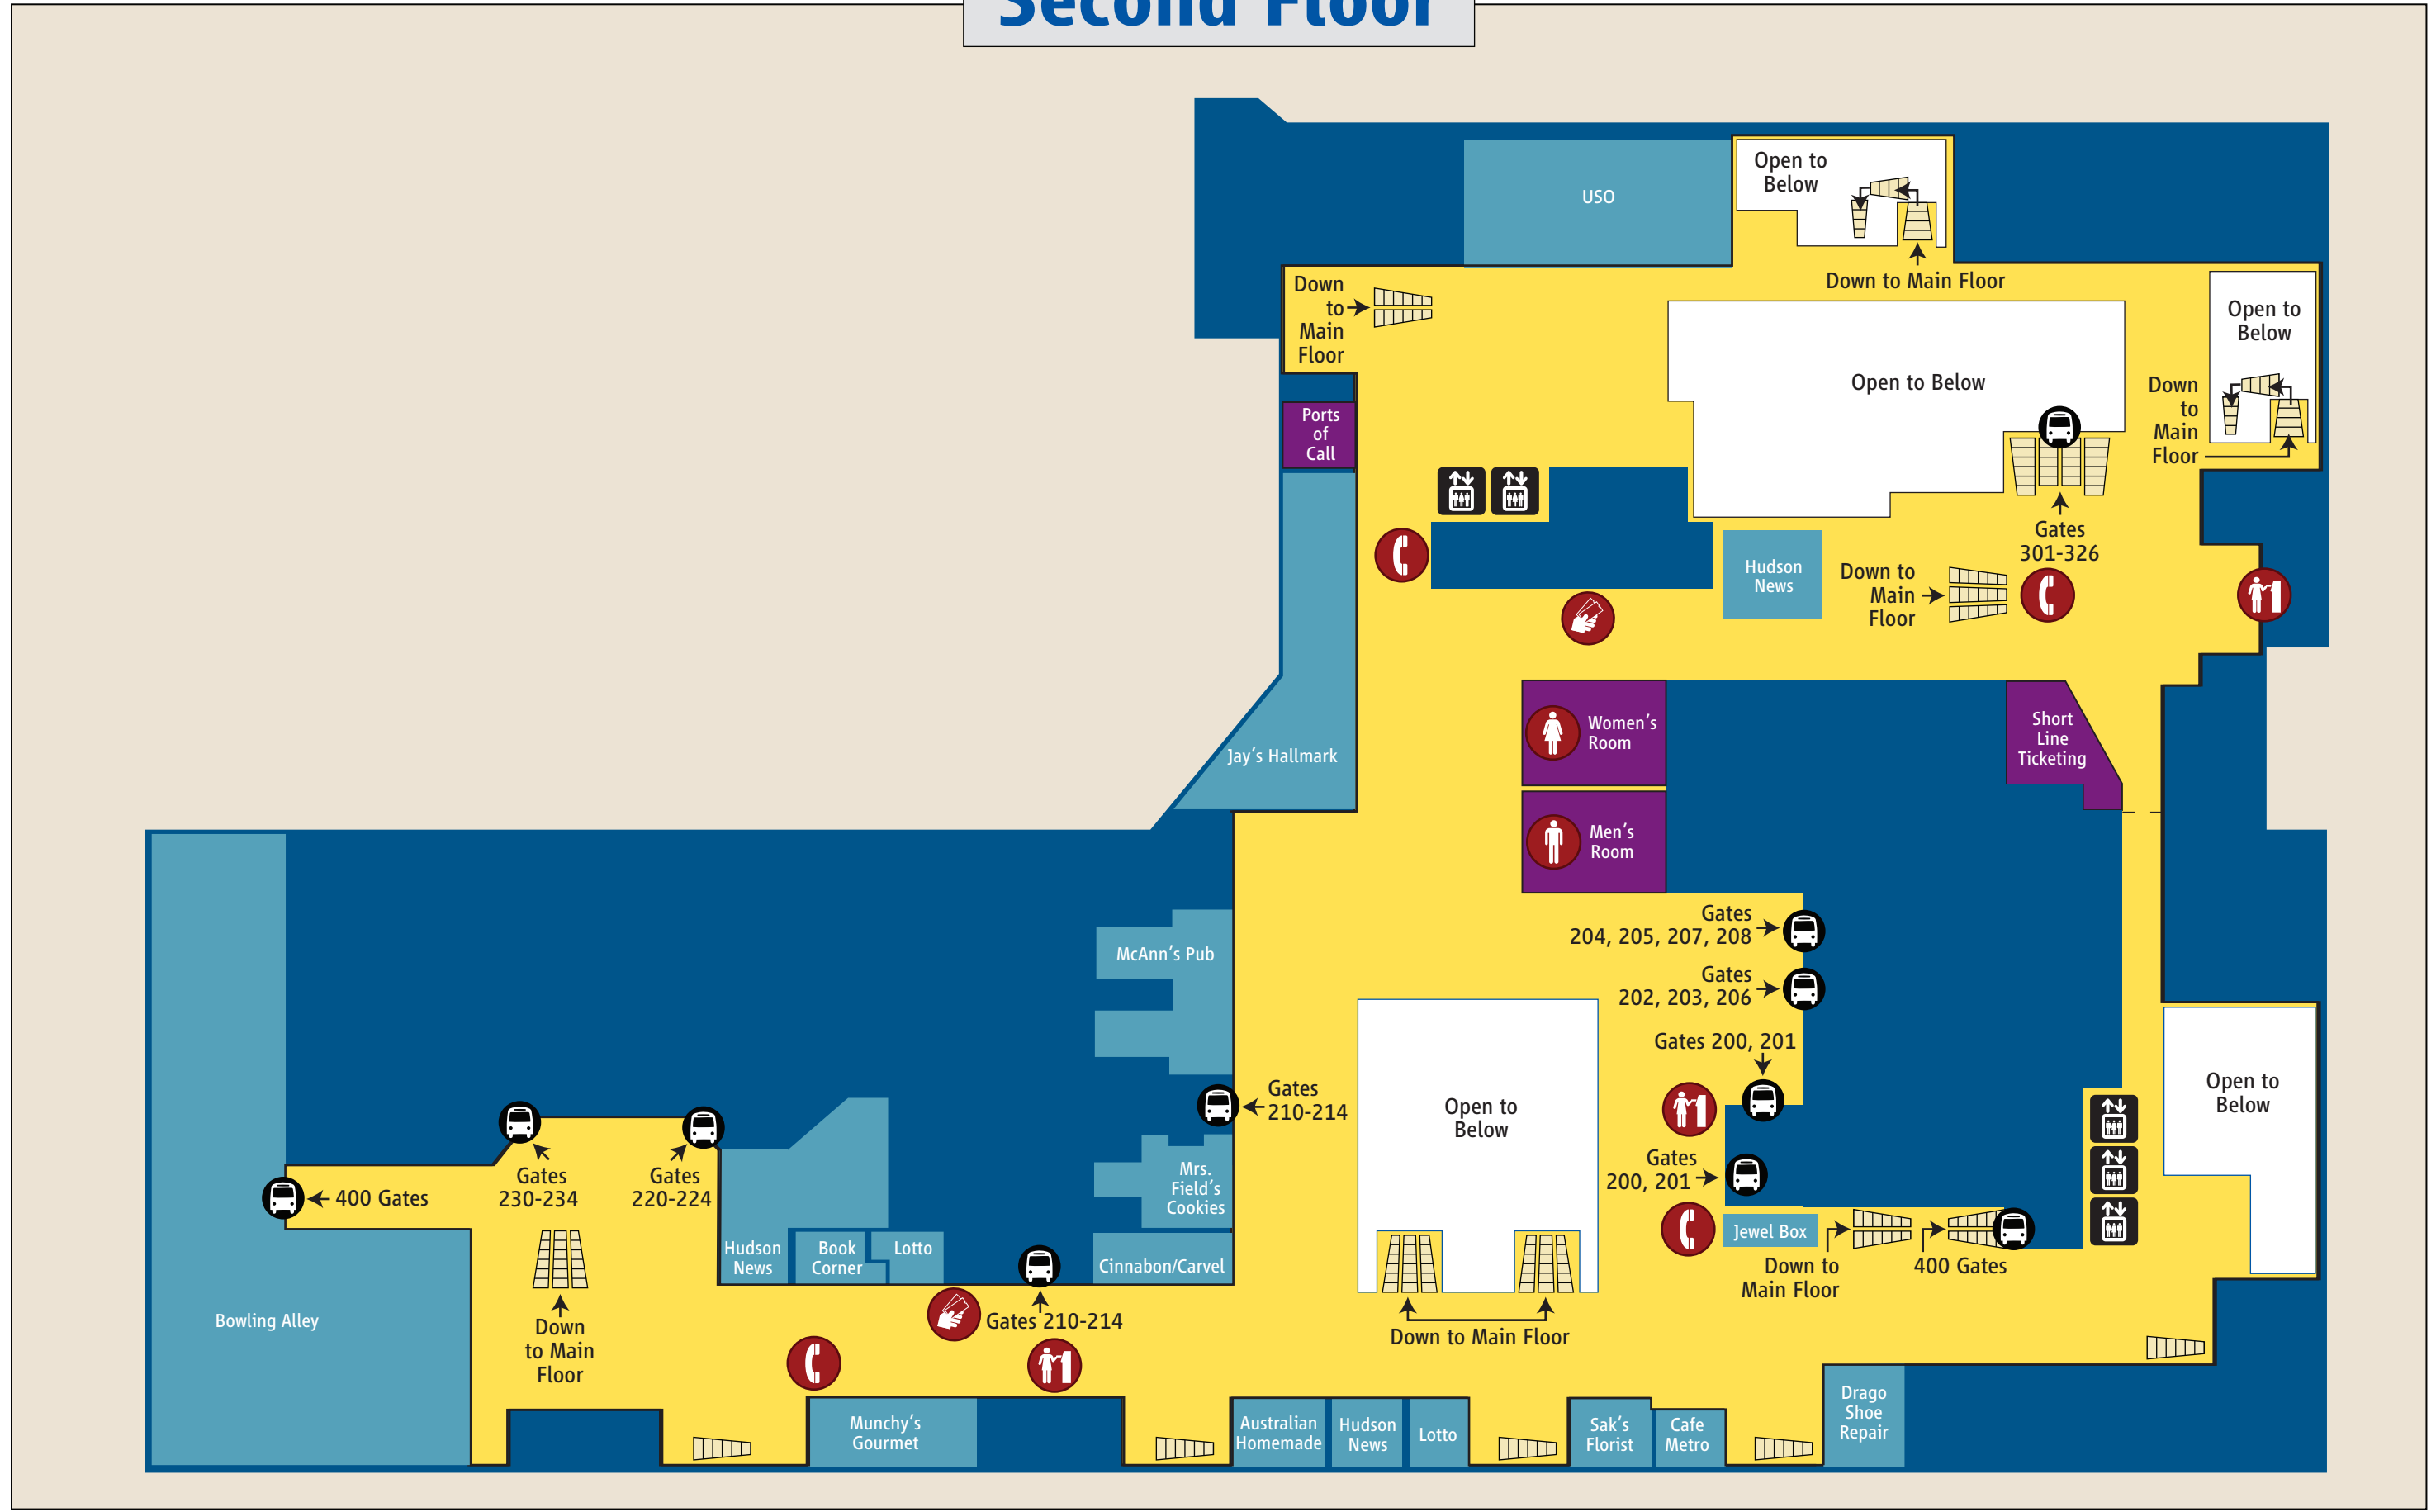 Second Floor
USO
Open to
Below
Down to Main Floor
Down
to
Main
Floor
Open to
Below
Open to Below
Down
to
Main
Floor
Ports
of
Call
Gates
301-326
Hudson
News
Down to
Main
Floor
Jay's Hallmark
Women's
Room
Short
Line
Ticketing
Men's
Room
Gates
204, 205, 207, 208
McAnn's Pub
Gates
202, 203, 206
Gates 200, 201
Gates
210-214
Open to
Below
Open to
Below
Gates
200, 201
Mrs.
Field's
Cookies
400 Gates
Gates
230-234
Gates
220-224
Hudson
News
Book
Corner
Lotto
Cinnabon/Carvel
Jewel Box
Down to
Main Floor
400 Gates
Bowling Alley
Down
to Main
Floor
Gates 210-214
Down to Main Floor
Munchy's
Gourmet
Australian
Homemade
Hudson
News
Lotto
Sak's
Florist
Cafe
Metro
Drago
Shoe
Repair